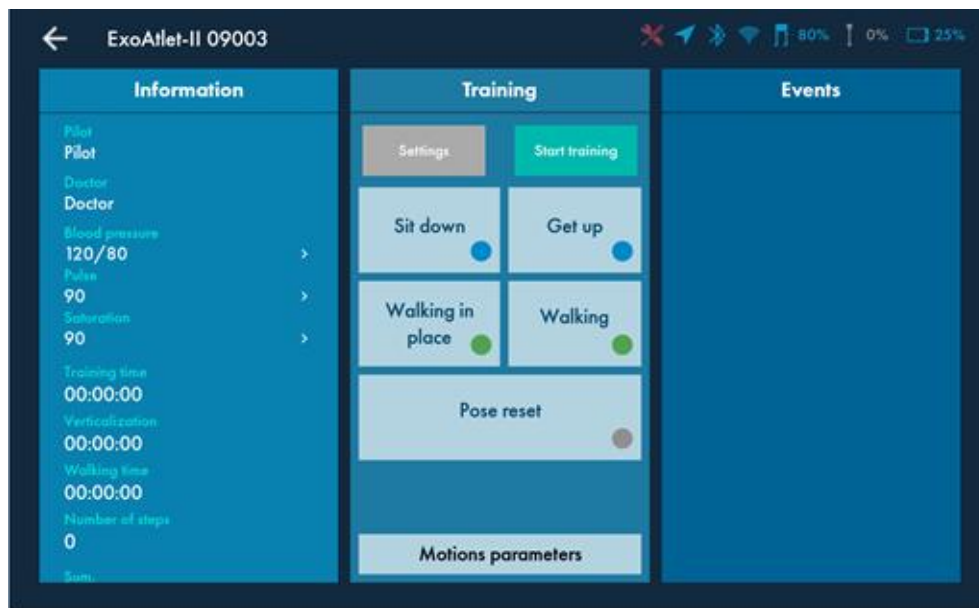 ExoAtlet-II 09003
80%
0%
25%
Information
Pilot
Pilot
Doctor
Doctor
Blood pressure
120/80
Pulse
90
Saturation
90
Training time
00:00:00
Verticalization
00:00:00
Walking time
00:00:00
Number of steps
0
Sum.
Training
Settings
Start training
Sit down
Get up
Walking in
place
Walking
Pose reset
Motions parameters
Events